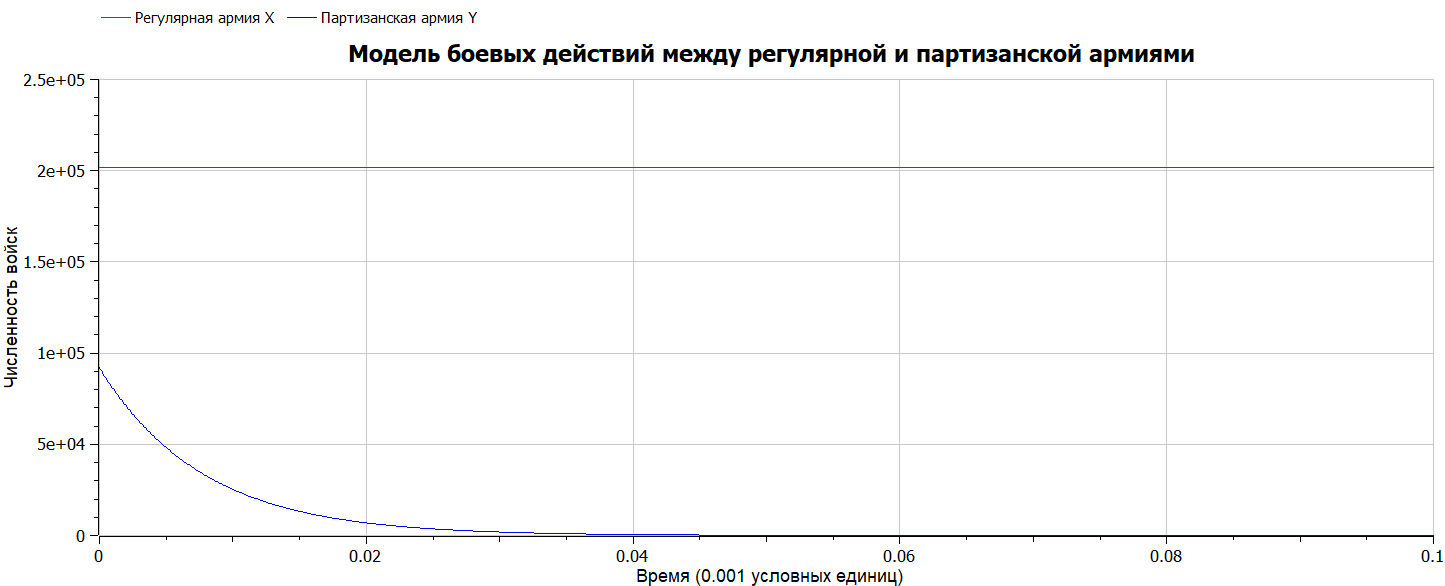 Регулярная армия X Партизанская армия Y
Модель боевых действий между регулярной и партизанской армиями
2.5e+05
2e+05
1.5e+05
1e+05
5e+04
0
Численность войск
0 0.02 0.04 0.06 0.08 0.1
Время (0.001 условных единиц)